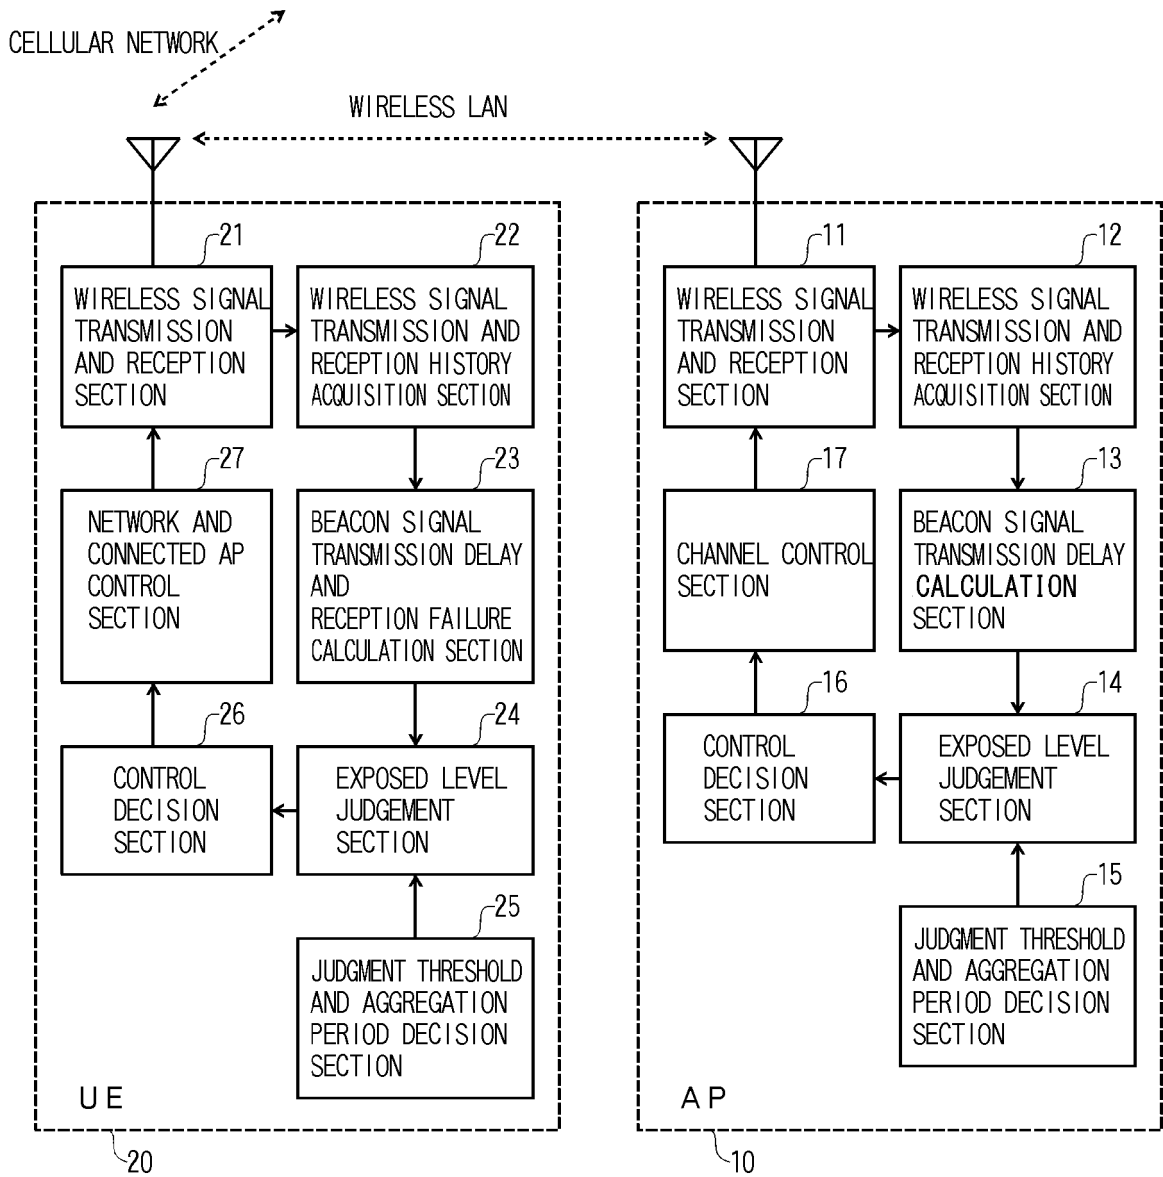 CELLULAR NETWORK
WIRELESS LAN
21
WIRELESS SIGNAL
TRANSMISSION
AND RECEPTION
SECTION
22
WIRELESS SIGNAL
TRANSMISSION AND
RECEPTION HISTORY
ACQUISITION SECTION
27
NETWORK AND
CONNECTED AP
CONTROL
SECTION
23
BEACON SIGNAL
TRANSMISSION DELAY
AND
RECEPTION FAILURE
CALCULATION SECTION
26
CONTROL
DECISION
SECTION
24
EXPOSED LEVEL
JUDGEMENT
SECTION
25
JUDGMENT THRESHOLD
AND AGGREGATION
PERIOD DECISION
SECTION
UE
20
11
WIRELESS SIGNAL
TRANSMISSION
AND RECEPTION
SECTION
12
WIRELESS SIGNAL
TRANSMISSION AND
RECEPTION HISTORY
ACQUISITION SECTION
17
CHANNEL CONTROL
SECTION
13
BEACON SIGNAL
TRANSMISSION DELAY
CALCULATION
SECTION
16
CONTROL
DECISION
SECTION
14
EXPOSED LEVEL
JUDGEMENT
SECTION
15
JUDGMENT THRESHOLD
AND AGGREGATION
PERIOD DECISION
SECTION
AP
10